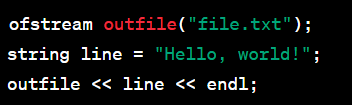 ofstream outfile("file.txt");
string line = "Hello, world!";
outfile << line << endl;